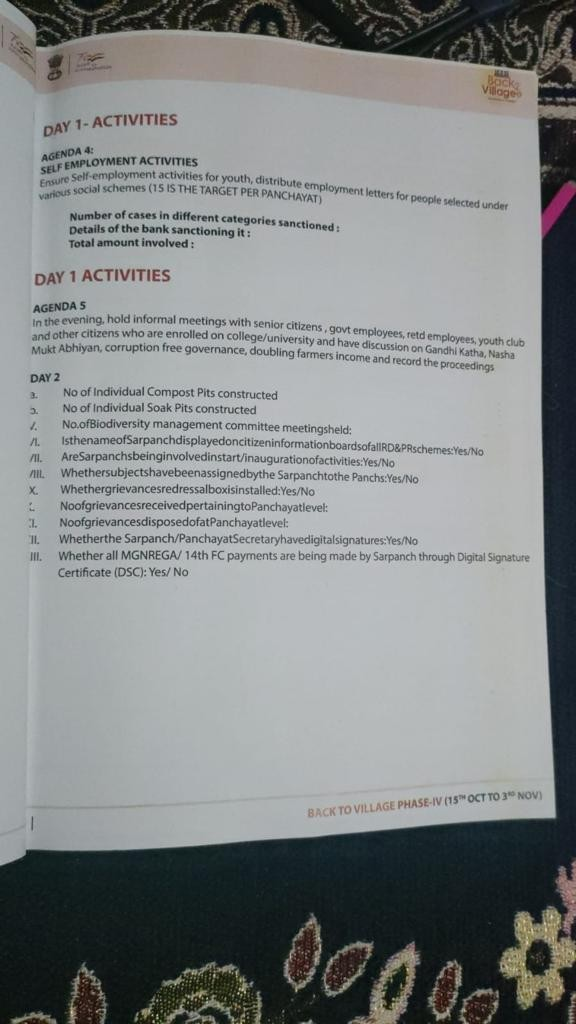 Back to
Village
DAY 1- ACTIVITIES
AGENDA 4:
SELF EMPLOYMENT ACTIVITIES
Ensure Self-employment activities for youth, distribute employment letters for people selected under
various social schemes (15 IS THE TARGET PER PANCHAYAT)
Number of cases in different categories sanctioned :
Details of the bank sanctioning it :
Total amount involved :
DAY 1 ACTIVITIES
AGENDA 5
In the evening, hold informal meetings with senior citizens , govt employees, retd employees, youth club
and other citizens who are enrolled on college/university and have discussion on Gandhi Katha, Nasha
Mukt Abhiyan, corruption free governance, doubling farmers income and record the proceedings
DAY 2
a. No of Individual Compost Pits constructed
No of Individual Soak Pits constructed
No.ofBiodiversity management committee meetingsheld:
IsthenameofSarpanchdisplayedoncitizeninformationboardsofallRD&PRschemes:Yes/No
/II. AreSarpanchsbeinginvolvedinstart/inaugurationofactivities:Yes/No
/III. Whethersubjectshavebeenassignedbythe Sarpanchtothe Panchs:Yes/No
X. Whethergrievancesredressalboxisinstalled:Yes/No
NoofgrievancesreceivedpertainingtoPanchayatlevel:
I. NoofgrievancesdisposedofatPanchayatlevel:
II. Whetherthe Sarpanch/PanchayatSecretaryhavedigitalsignatures:Yes/No
III. Whether all MGNREGA/ 14th FC payments are being made by Sarpanch through Digital Signature
Certificate (DSC): Yes/ No
BACK TO VILLAGE PHASE-IV (15TH OCT TO 3RD NOV)